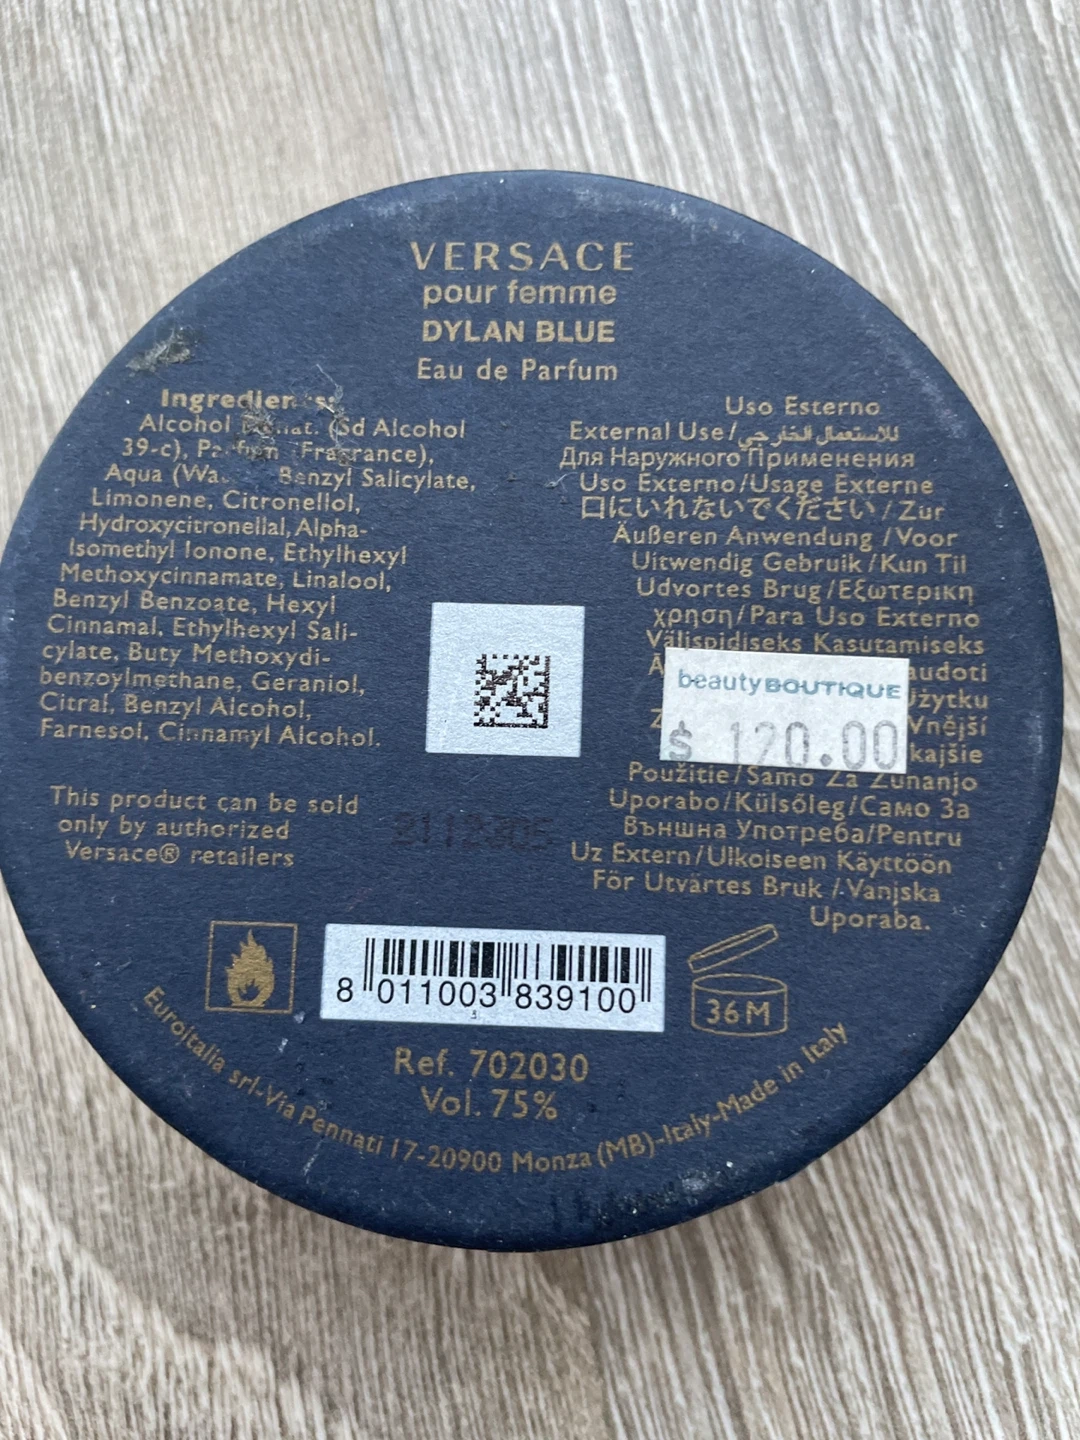 VERSACE
pour femme
DYLAN BLUE
Eau de Parfum
Alcohol (Sd Alcohol
39-c), (Fragrance),
Aqua Benzyl Salicylate,
Limonene, Citronellol,
Hydroxycitronellal, Alpha-
Isomethyl Ionone, Ethylhexyl
Methoxycinnamate, Linalool,
Benzyl Benzoate, Hexyl
Cinnamal, Ethylhexyl Sali-
cylate, Buty Methoxydi-
benzoylmethane, Geraniol,
Citral, Benzyl Alcohol,
Farnesol, Cinnamyl Alcohol.
This product can be sold
only by authorized
Versace® retailers
Uso Esterno
External Use/للاستعمال الخارجي
Для Наружного Применения
Uso Externo/Usage Externe
口にいれないでください/Zur
Äußeren Anwendung /Voor
Uitwendig Gebruik/Kun Til
Udvortes Brug/Εξωτερικη
χρηση/Para Uso Externo
Välispidiseks Kasutamiseks
beautyBOUTIQUE
$ 120.00
Použitie/Samo Za Zunanjo
Uporabo/Külsőleg/Само За
Външна Употреба/Pentru
Uz Extern/Ulkoiseen Käyttöön
För Utvärtes Bruk /-Vanjska
Uporaba.
8 011003 839100
36M
Ref. 702030
Vol. 75%
Euroitalia srl-Via Pennati 17-20900 Monza (MB)-Italy-Made in Italy